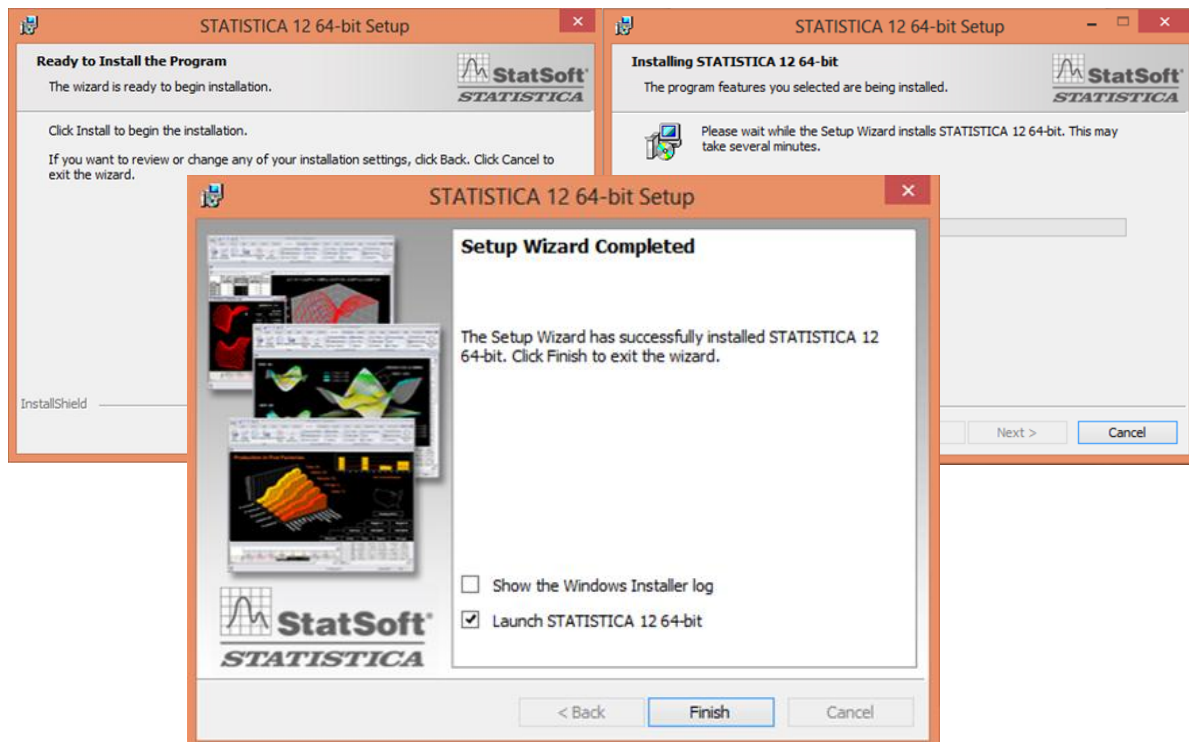 STATISTICA 12 64-bit Setup
Ready to Install the Program
The wizard is ready to begin installation.
StatSoft
STATISTICA
Click Install to begin the installation.
If you want to review or change any of your installation settings, click Back. Click Cancel to
exit the wizard.
InstallShield
STATISTICA 12 64-bit Setup
Installing STATISTICA 12 64-bit
The program features you selected are being installed.
StatSoft
STATISTICA
Please wait while the Setup Wizard installs STATISTICA 12 64-bit. This may
take several minutes.
Next >
Cancel
STATISTICA 12 64-bit Setup
Setup Wizard Completed
The Setup Wizard has successfully installed STATISTICA 12
64-bit. Click Finish to exit the wizard.
Show the Windows Installer log
Launch STATISTICA 12 64-bit
StatSoft
STATISTICA
< Back
Finish
Cancel